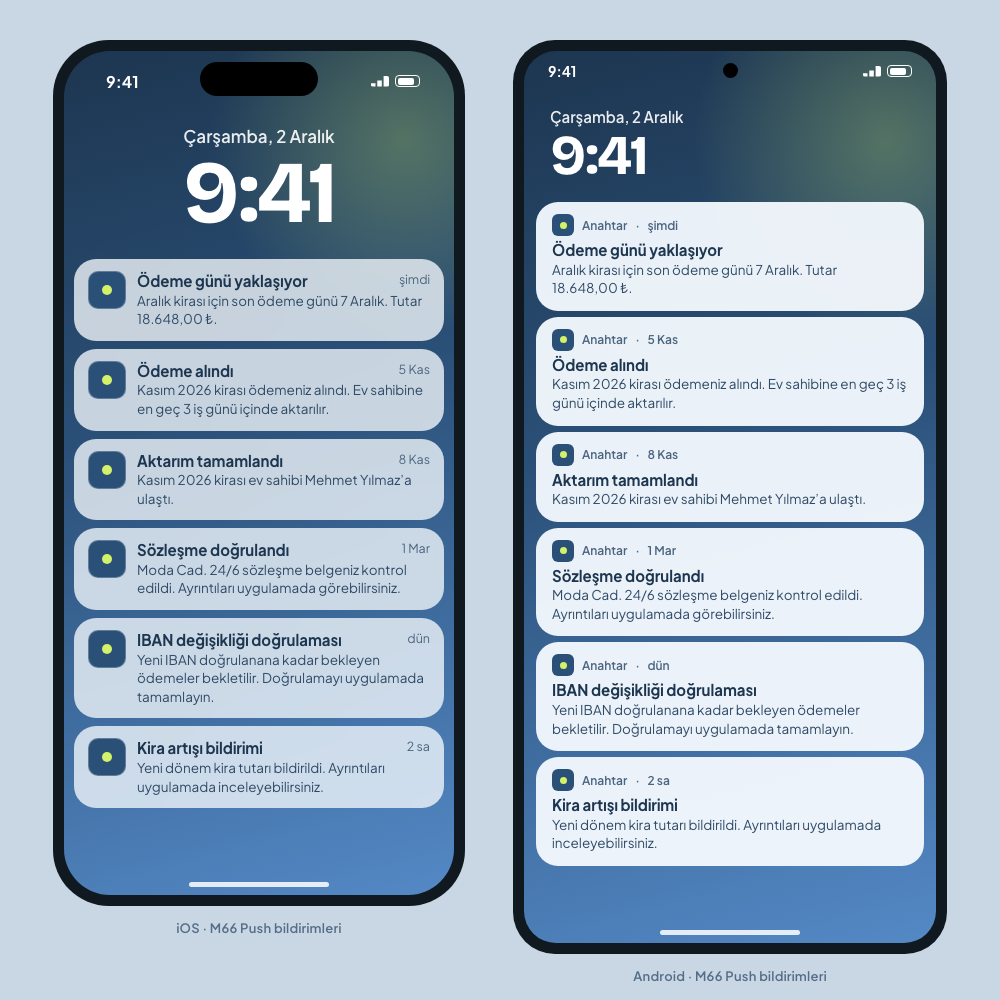 9:41
Çarşamba, 2 Aralık
9:41
Ödeme günü yaklaşıyor
şimdi
Aralık kirası için son ödeme günü 7 Aralık. Tutar
18.648,00 ₺.
Ödeme alındı
5 Kas
Kasım 2026 kirası ödemeniz alındı. Ev sahibine
en geç 3 iş günü içinde aktarılır.
Aktarım tamamlandı
8 Kas
Kasım 2026 kirası ev sahibi Mehmet Yılmaz’a
ulaştı.
Sözleşme doğrulandı
1 Mar
Moda Cad. 24/6 sözleşme belgeniz kontrol
edildi. Ayrıntıları uygulamada görebilirsiniz.
IBAN değişikliği doğrulaması
dün
Yeni IBAN doğrulanana kadar bekleyen
ödemeler bekletilir. Doğrulamayı uygulamada
tamamlayın.
Kira artışı bildirimi
2 sa
Yeni dönem kira tutarı bildirildi. Ayrıntıları
uygulamada inceleyebilirsiniz.
iOS · M66 Push bildirimleri
9:41
Çarşamba, 2 Aralık
9:41
Anahtar · şimdi
Ödeme günü yaklaşıyor
Aralık kirası için son ödeme günü 7 Aralık. Tutar
18.648,00 ₺.
Anahtar · 5 Kas
Ödeme alındı
Kasım 2026 kirası ödemeniz alındı. Ev sahibine en geç 3 iş
günü içinde aktarılır.
Anahtar · 8 Kas
Aktarım tamamlandı
Kasım 2026 kirası ev sahibi Mehmet Yılmaz’a ulaştı.
Anahtar · 1 Mar
Sözleşme doğrulandı
Moda Cad. 24/6 sözleşme belgeniz kontrol edildi.
Ayrıntıları uygulamada görebilirsiniz.
Anahtar · dün
IBAN değişikliği doğrulaması
Yeni IBAN doğrulanana kadar bekleyen ödemeler
bekletilir. Doğrulamayı uygulamada tamamlayın.
Anahtar · 2 sa
Kira artışı bildirimi
Yeni dönem kira tutarı bildirildi. Ayrıntıları uygulamada
inceleyebilirsiniz.
Android · M66 Push bildirimleri